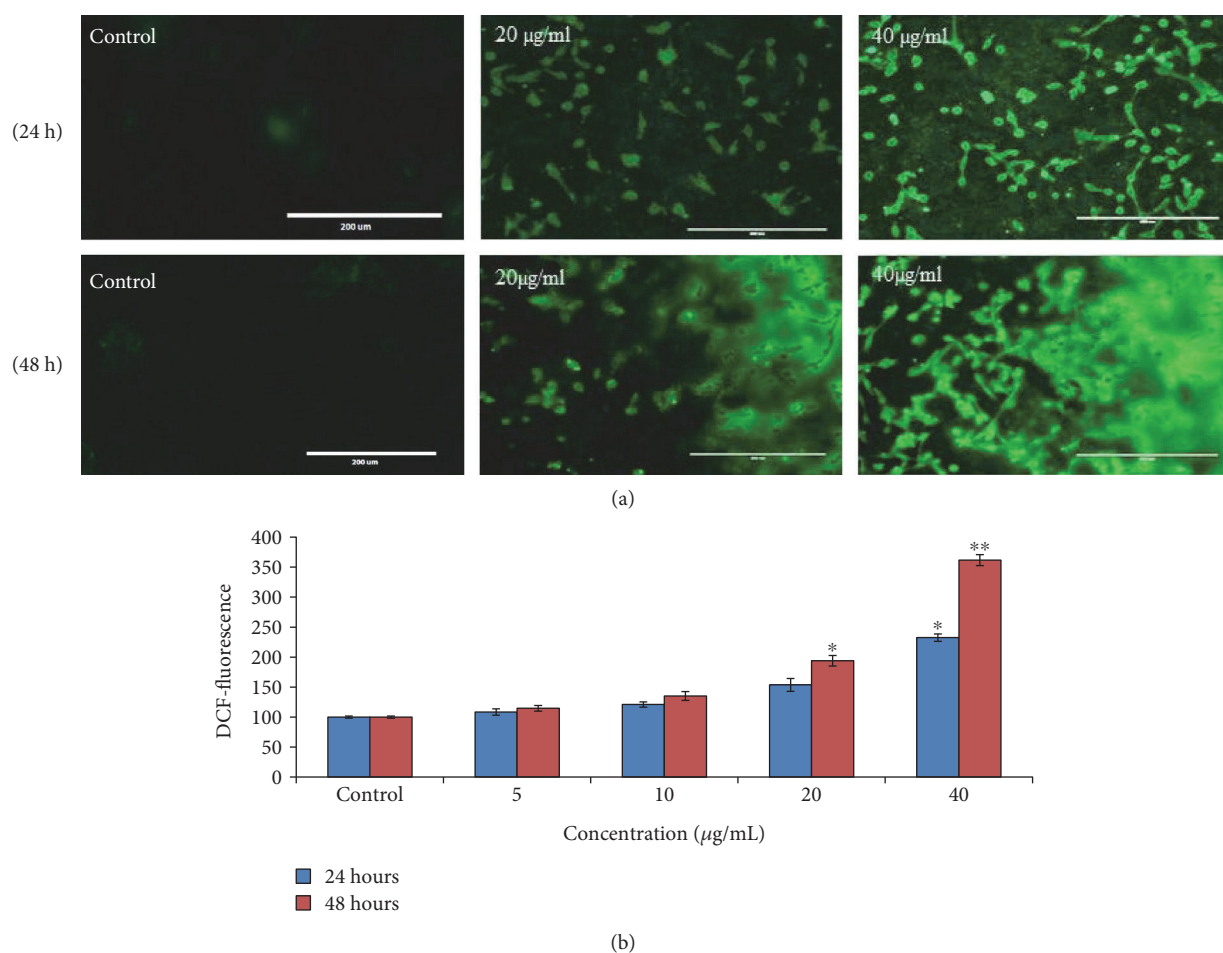 Control
20 µg/ml
40 µg/ml
(24 h)
200 um
Control
20µg/ml
40µg/ml
(48 h)
200 um
(a)
400
350
300
250
200
150
100
50
0
DCF-fluorescence
*
*
**
Control 5 10 20 40
Concentration (µg/mL)
24 hours
48 hours
(b)